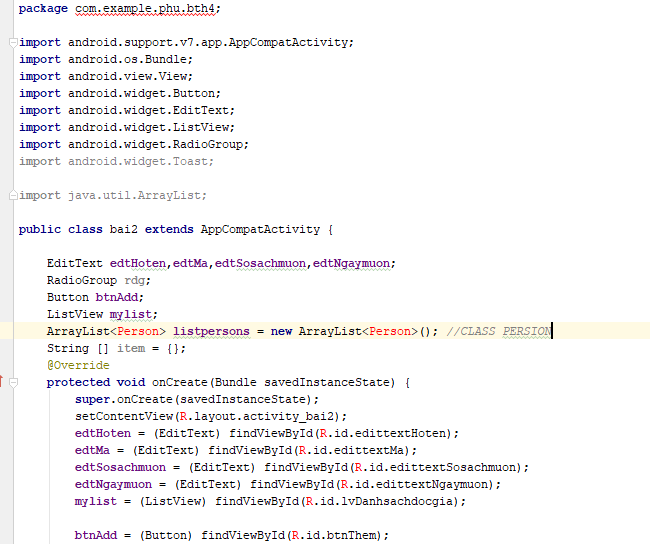 package com.example.phu.bth4;
import android.support.v7.app.AppCompatActivity;
import android.os.Bundle;
import android.view.View;
import android.widget.Button;
import android.widget.EditText;
import android.widget.ListView;
import android.widget.RadioGroup;
import android.widget.Toast;
import java.util.ArrayList;
public class bai2 extends AppCompatActivity {
EditText edtHoten,edtMa,edtSosachmuon,edtNgaymuon;
RadioGroup rdg;
Button btnAdd;
ListView mylist;
ArrayList<Person> listpersons = new ArrayList<Person>(); //CLASS PERSION
String [] item = {};
@Override
protected void onCreate(Bundle savedInstanceState) {
super.onCreate(savedInstanceState);
setContentView(R.layout.activity_bai2);
edtHoten = (EditText) findViewById(R.id.edittextHoten);
edtMa = (EditText) findViewById(R.id.edittextMa);
edtSosachmuon = (EditText) findViewById(R.id.edittextSosachmuon);
edtNgaymuon = (EditText) findViewById(R.id.edittextNgaymuon);
mylist = (ListView) findViewById(R.id.lvDanhsachdocgia);
btnAdd = (Button) findViewById(R.id.btnThem);